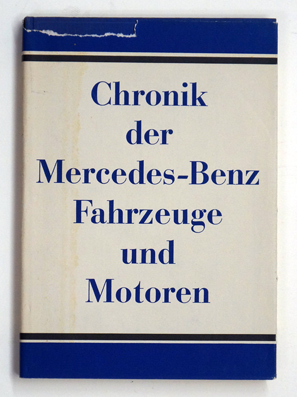 Chronik
der
Mercedes-Benz
Fahrzeuge
und
Motoren